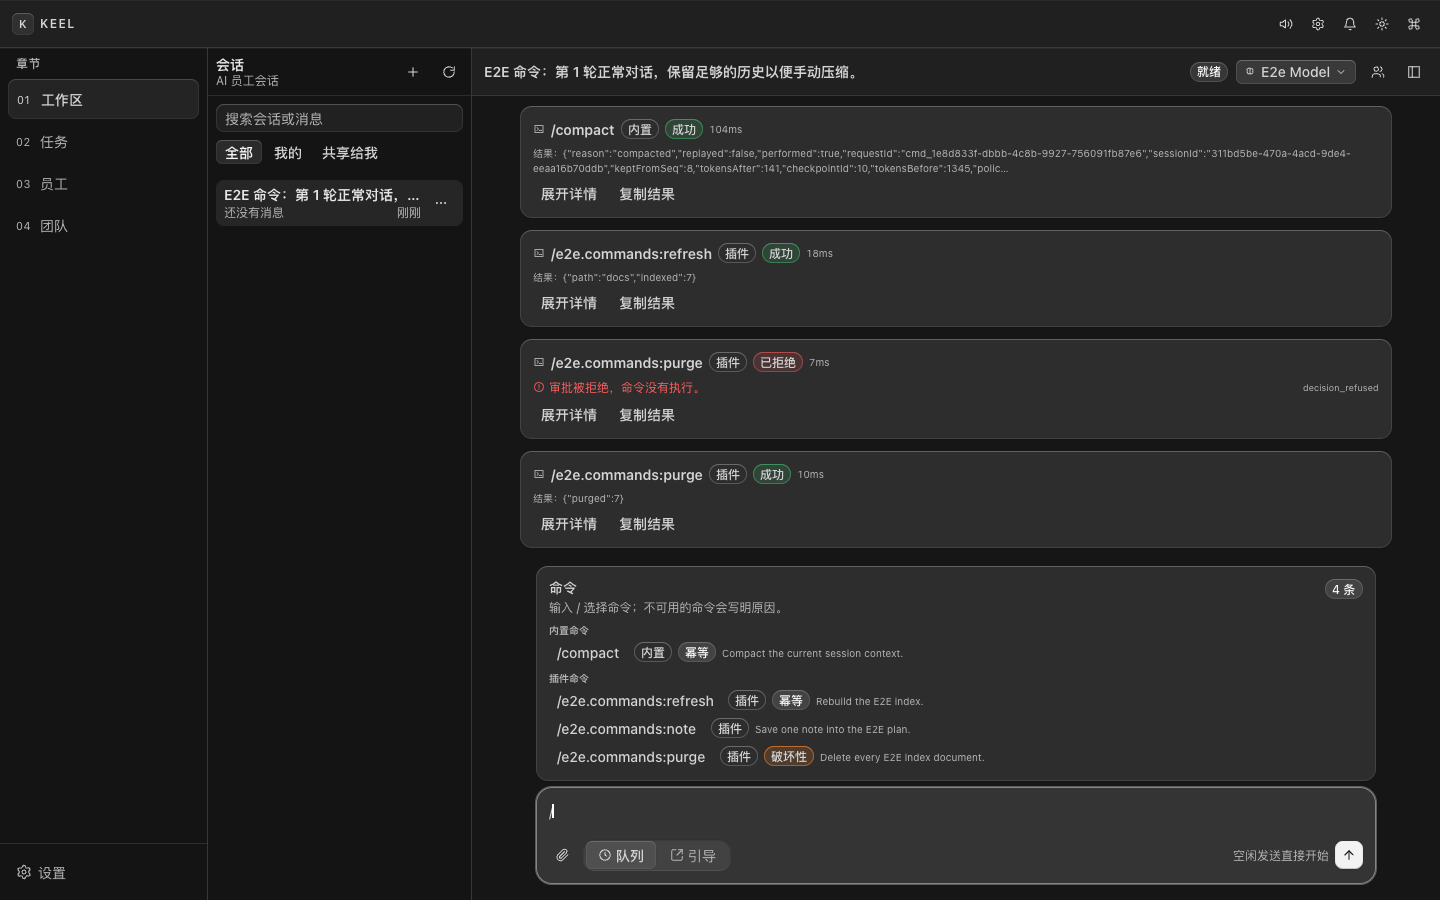 K KEEL
章节
01 工作区
02 任务
03 员工
04 团队
设置
会话
AI 员工会话
搜索会话或消息
全部 我的 共享给我
E2E 命令：第 1 轮正常对话，...
还没有消息 刚刚
E2E 命令：第 1 轮正常对话，保留足够的历史以便手动压缩。
就绪 E2e Model
/compact 内置 成功 104ms
结果：{"reason":"compacted","replayed":false,"performed":true,"requestId":"cmd_1e8d833f-dbbb-4c8b-9927-756091fb87e6","sessionId":"311bd5be-470a-4acd-9de4-
eeaa16b70ddb","keptFromSeq":8,"tokensAfter":141,"checkpointId":10,"tokensBefore":1345,"polic...
展开详情 复制结果
/e2e.commands:refresh 插件 成功 18ms
结果：{"path":"docs","indexed":7}
展开详情 复制结果
/e2e.commands:purge 插件 已拒绝 7ms
审批被拒绝，命令没有执行。 decision_refused
展开详情 复制结果
/e2e.commands:purge 插件 成功 10ms
结果：{"purged":7}
展开详情 复制结果
命令 4 条
输入 / 选择命令；不可用的命令会写明原因。
内置命令
/compact 内置 幂等 Compact the current session context.
插件命令
/e2e.commands:refresh 插件 幂等 Rebuild the E2E index.
/e2e.commands:note 插件 Save one note into the E2E plan.
/e2e.commands:purge 插件 破坏性 Delete every E2E index document.
/
队列 引导 空闲发送直接开始